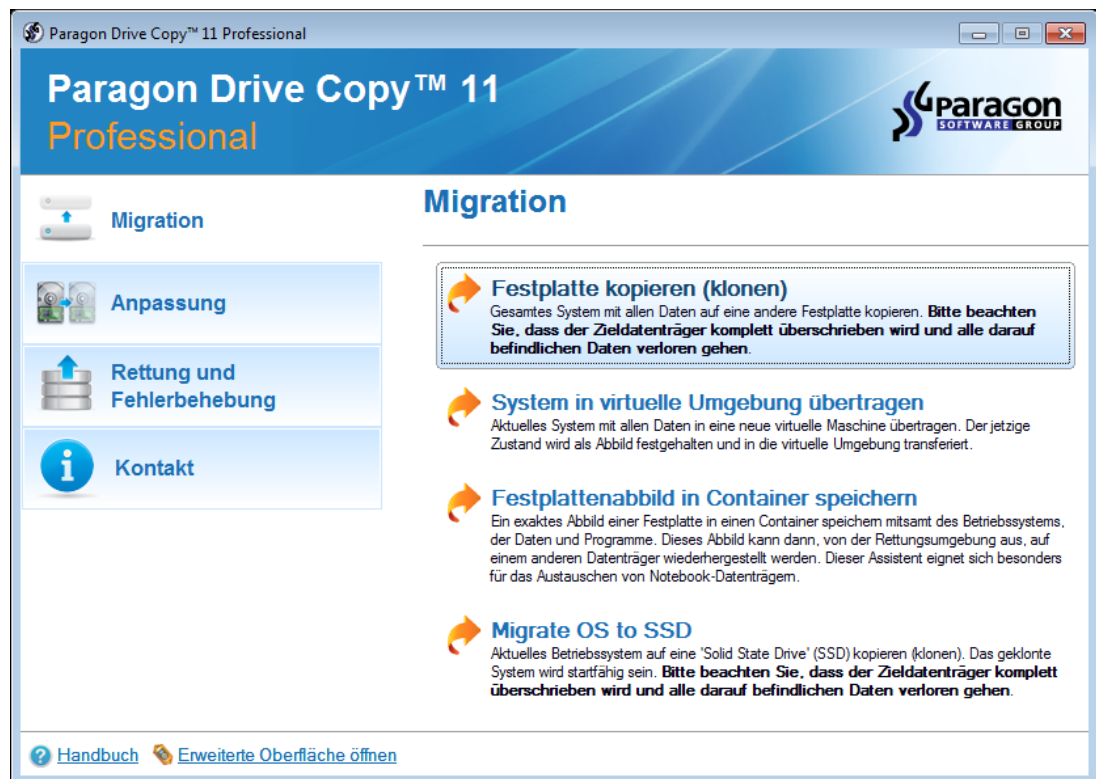 Paragon Drive Copy™ 11 Professional
Paragon Drive Copy™ 11
Professional
Paragon
SOFTWARE GROUP
Migration
Anpassung
Rettung und
Fehlerbehebung
Kontakt
Migration
Festplatte kopieren (klonen)
Gesamtes System mit allen Daten auf eine andere Festplatte kopieren. Bitte beachten
Sie, dass der Zieldatenträger komplett überschrieben wird und alle darauf
befindlichen Daten verloren gehen.
System in virtuelle Umgebung übertragen
Aktuelles System mit allen Daten in eine neue virtuelle Maschine übertragen. Der jetzige
Zustand wird als Abbild festgehalten und in die virtuelle Umgebung transferiert.
Festplattenabbild in Container speichern
Ein exaktes Abbild einer Festplatte in einen Container speichern mitsamt des Betriebssystems,
der Daten und Programme. Dieses Abbild kann dann, von der Rettungsumgebung aus, auf
einem anderen Datenträger wiederhergestellt werden. Dieser Assistent eignet sich besonders
für das Austauschen von Notebook-Datenträgern.
Migrate OS to SSD
Aktuelles Betriebssystem auf eine 'Solid State Drive' (SSD) kopieren (klonen). Das geklonte
System wird startfähig sein. Bitte beachten Sie, dass der Zieldatenträger komplett
überschrieben wird und alle darauf befindlichen Daten verloren gehen.
Handbuch
Erweiterte Oberfläche öffnen